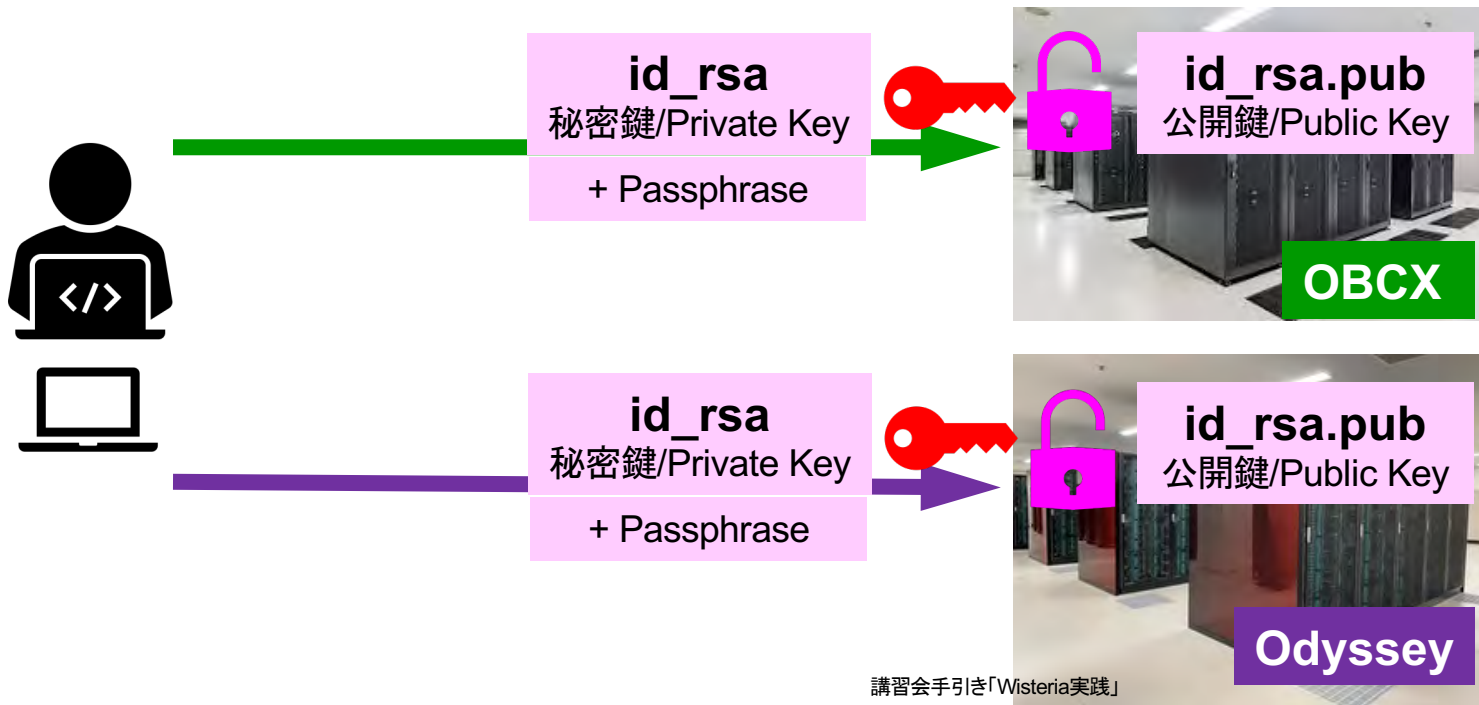 id_rsa
秘密鍵/Private Key
+ Passphrase
id_rsa.pub
公開鍵/Public Key
OBCX
</>
id_rsa
秘密鍵/Private Key
+ Passphrase
id_rsa.pub
公開鍵/Public Key
Odyssey
講習会手引き「Wisteria実践」